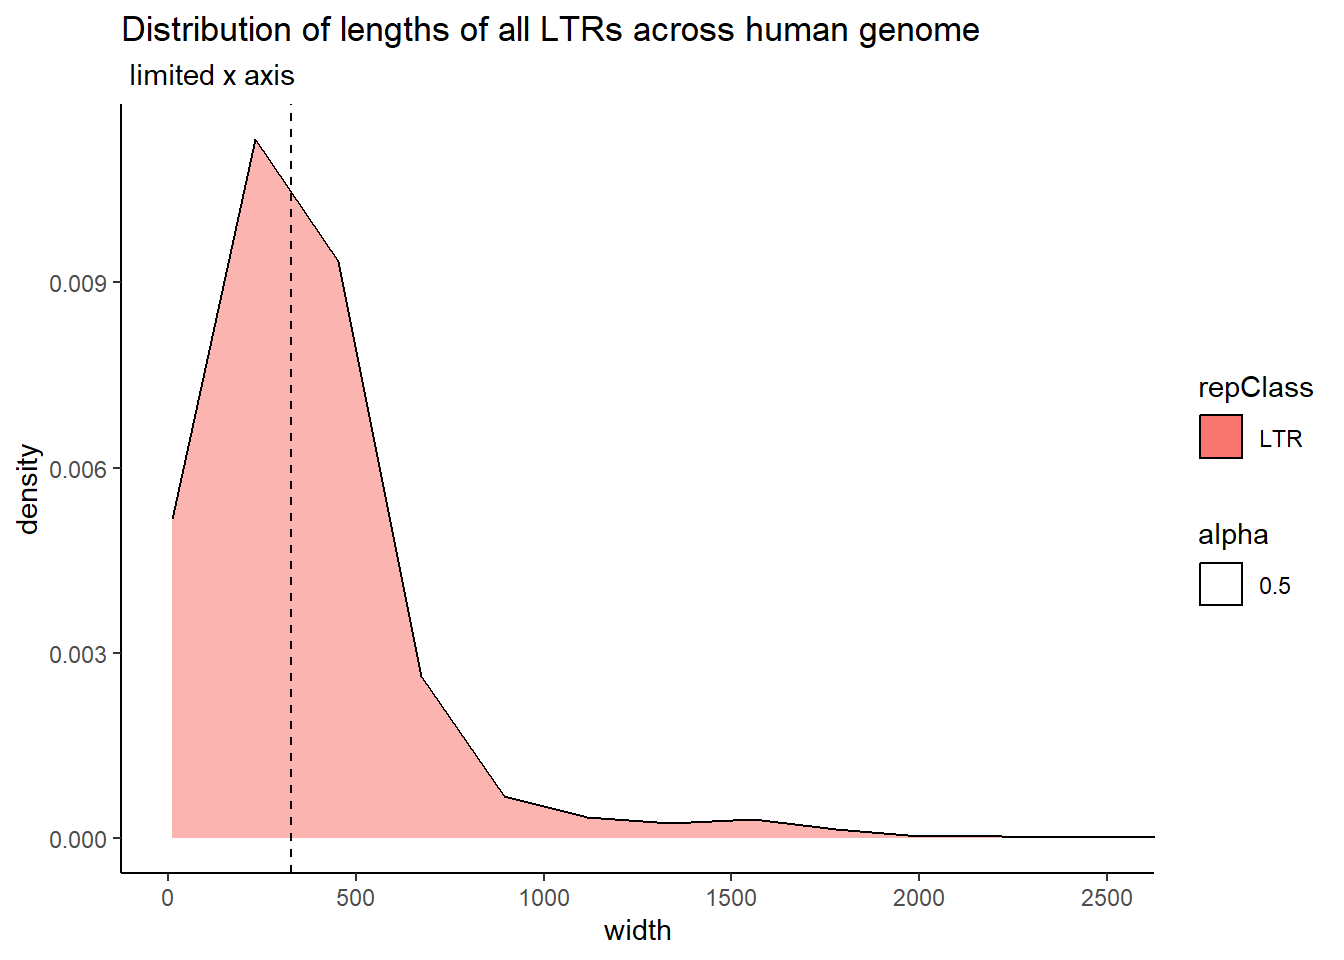 Distribution of lengths of all LTRs across human genome
limited x axis
density
0.009
0.006
0.003
0.000
0
500
1000
1500
2000
2500
width
repClass
LTR
alpha
0.5